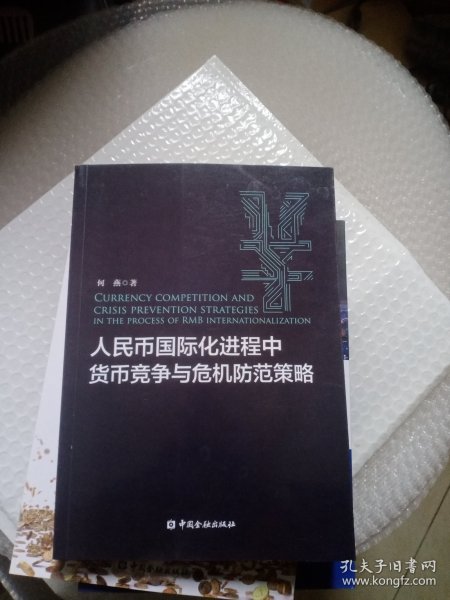 何 燕◎著
CURRENCY COMPETITION AND
CRISIS PREVENTION STRATEGIES
IN THE PROCESS OF RMB INTERNATIONALIZATION
人民币国际化进程中
货币竞争与危机防范策略
中国金融出版社
孔夫子旧书网
www.kongfz.com